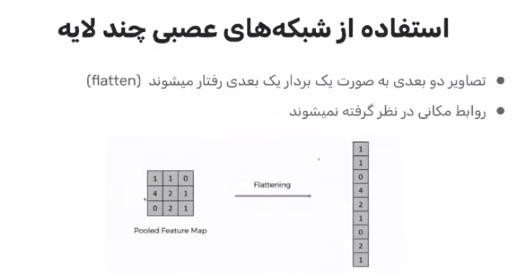 استفاده از شبکه‌های عصبی چند لایه
تصاویر دو بعدی به صورت یک بردار یک بعدی رفتار میشوند (flatten)
روابط مکانی در نظر گرفته نمیشوند
1 1 0
4 2 1
0 2 1
Pooled Feature Map
Flattening
1
1
0
4
2
1
0
2
1